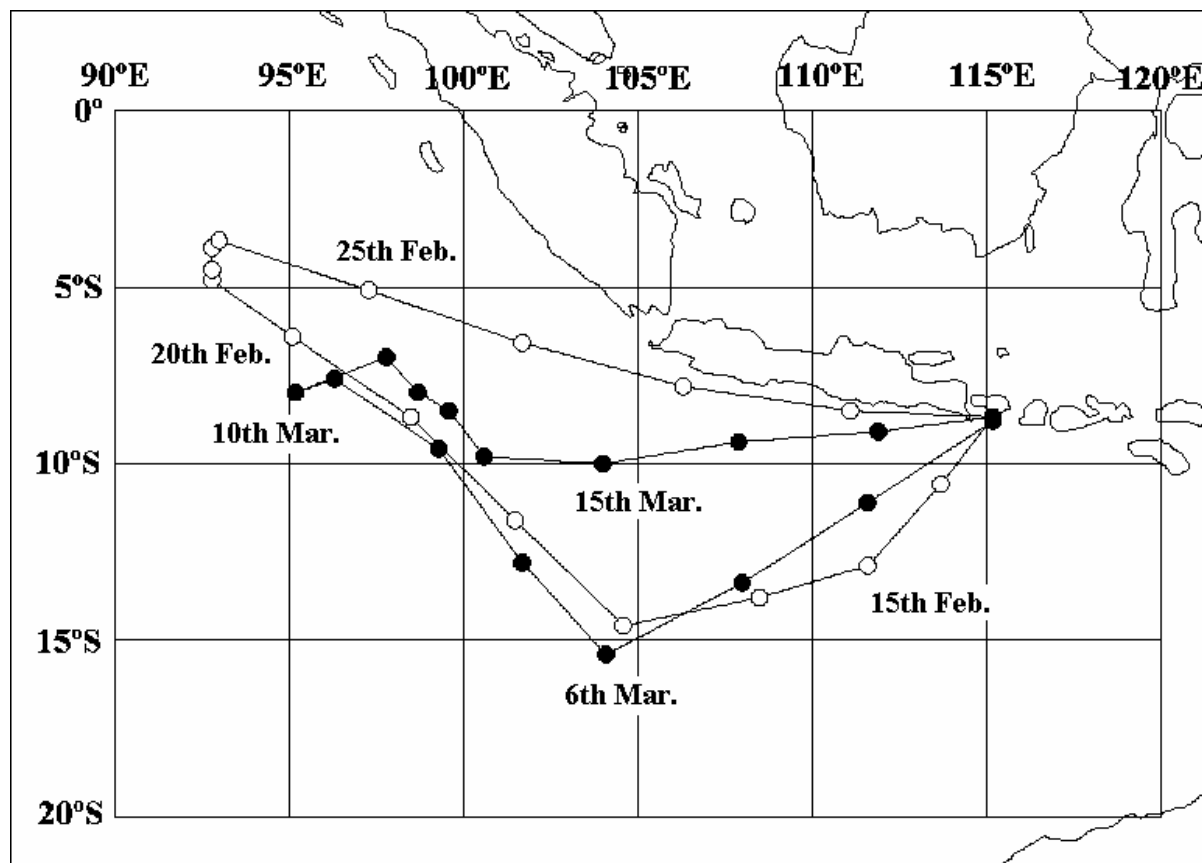 90ºE 95ºE 100ºE 105ºE 110ºE 115ºE 120ºE
0º
25th Feb.
5ºS
20th Feb.
10th Mar.
10ºS
15th Mar.
15th Feb.
15ºS
6th Mar.
20ºS